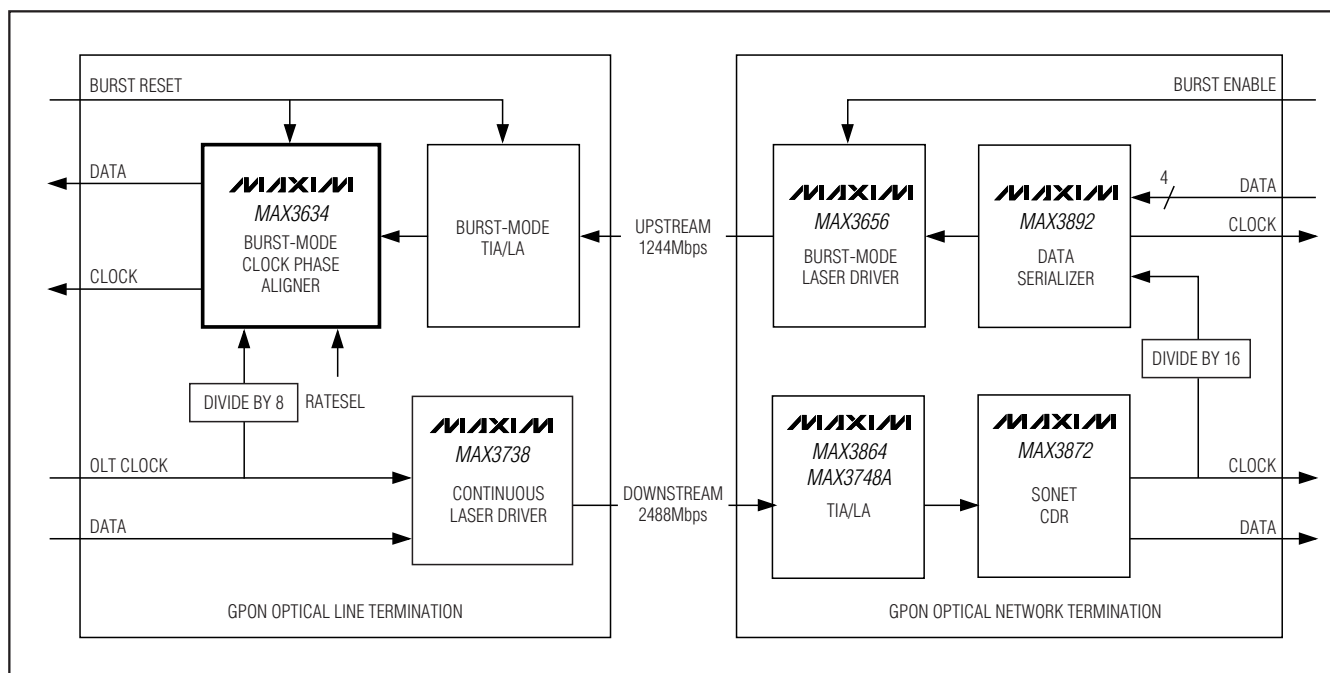 BURST RESET
BURST ENABLE
DATA
MAXIM
MAX3634
BURST-MODE
CLOCK PHASE
ALIGNER
CLOCK
BURST-MODE
TIA/LA
UPSTREAM
1244Mbps
MAXIM
MAX3656
BURST-MODE
LASER DRIVER
MAXIM
MAX3892
DATA
SERIALIZER
4
DATA
CLOCK
DIVIDE BY 8
RATESEL
DIVIDE BY 16
OLT CLOCK
DATA
MAXIM
MAX3738
CONTINUOUS
LASER DRIVER
DOWNSTREAM
2488Mbps
MAXIM
MAX3864
MAX3748A
TIA/LA
MAXIM
MAX3872
SONET
CDR
CLOCK
DATA
GPON OPTICAL LINE TERMINATION
GPON OPTICAL NETWORK TERMINATION